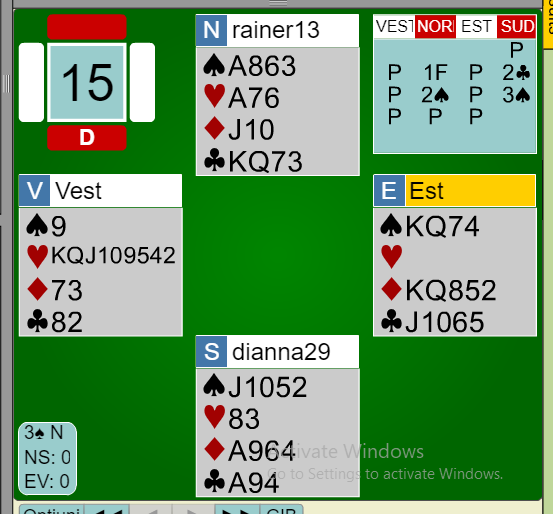 15
D
N rainer13
♠A863
♥A76
♦J10
♣KQ73
VEST NOR EST SUD
P
P 1F P 2♣
P 2♠ P 3♠
P P P
V Vest
♠9
♥KQJ109542
♦73
♣82
E Est
♠KQ74
♥
♦KQ852
♣J1065
S dianna29
♠J1052
♥83
♦A964
♣A94
3♠ N
NS: 0
EV: 0
Activate Windows
Go to Settings to activate Windows.
Optiuni
GIB